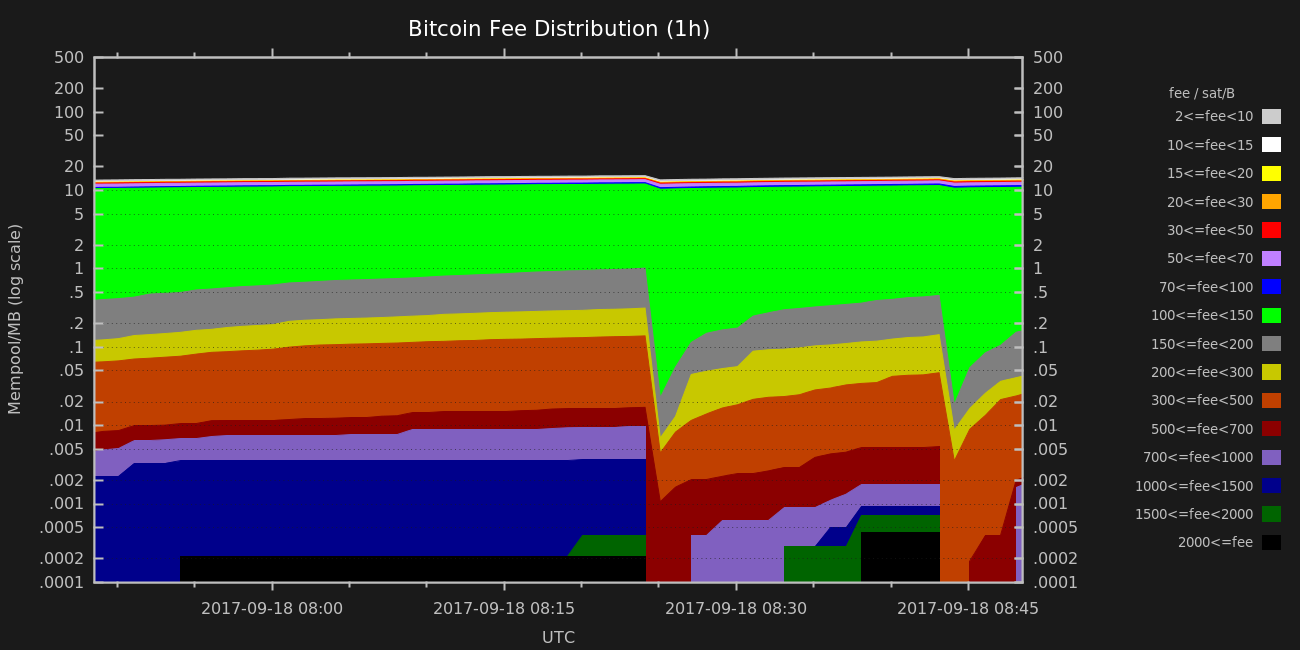 Bitcoin Fee Distribution (1h)
500 500
200 200
100 100
50 50
20 20
10 10
5 5
2 2
1 1
.5 .5
.2 .2
.1 .1
.05 .05
.02 .02
.01 .01
.005 .005
.002 .002
.001 .001
.0005 .0005
.0002 .0002
.0001 .0001
Mempool/MB (log scale)
2017-09-18 08:00 2017-09-18 08:15 2017-09-18 08:30 2017-09-18 08:45
UTC
fee / sat/B
2<=fee<10
10<=fee<15
15<=fee<20
20<=fee<30
30<=fee<50
50<=fee<70
70<=fee<100
100<=fee<150
150<=fee<200
200<=fee<300
300<=fee<500
500<=fee<700
700<=fee<1000
1000<=fee<1500
1500<=fee<2000
2000<=fee